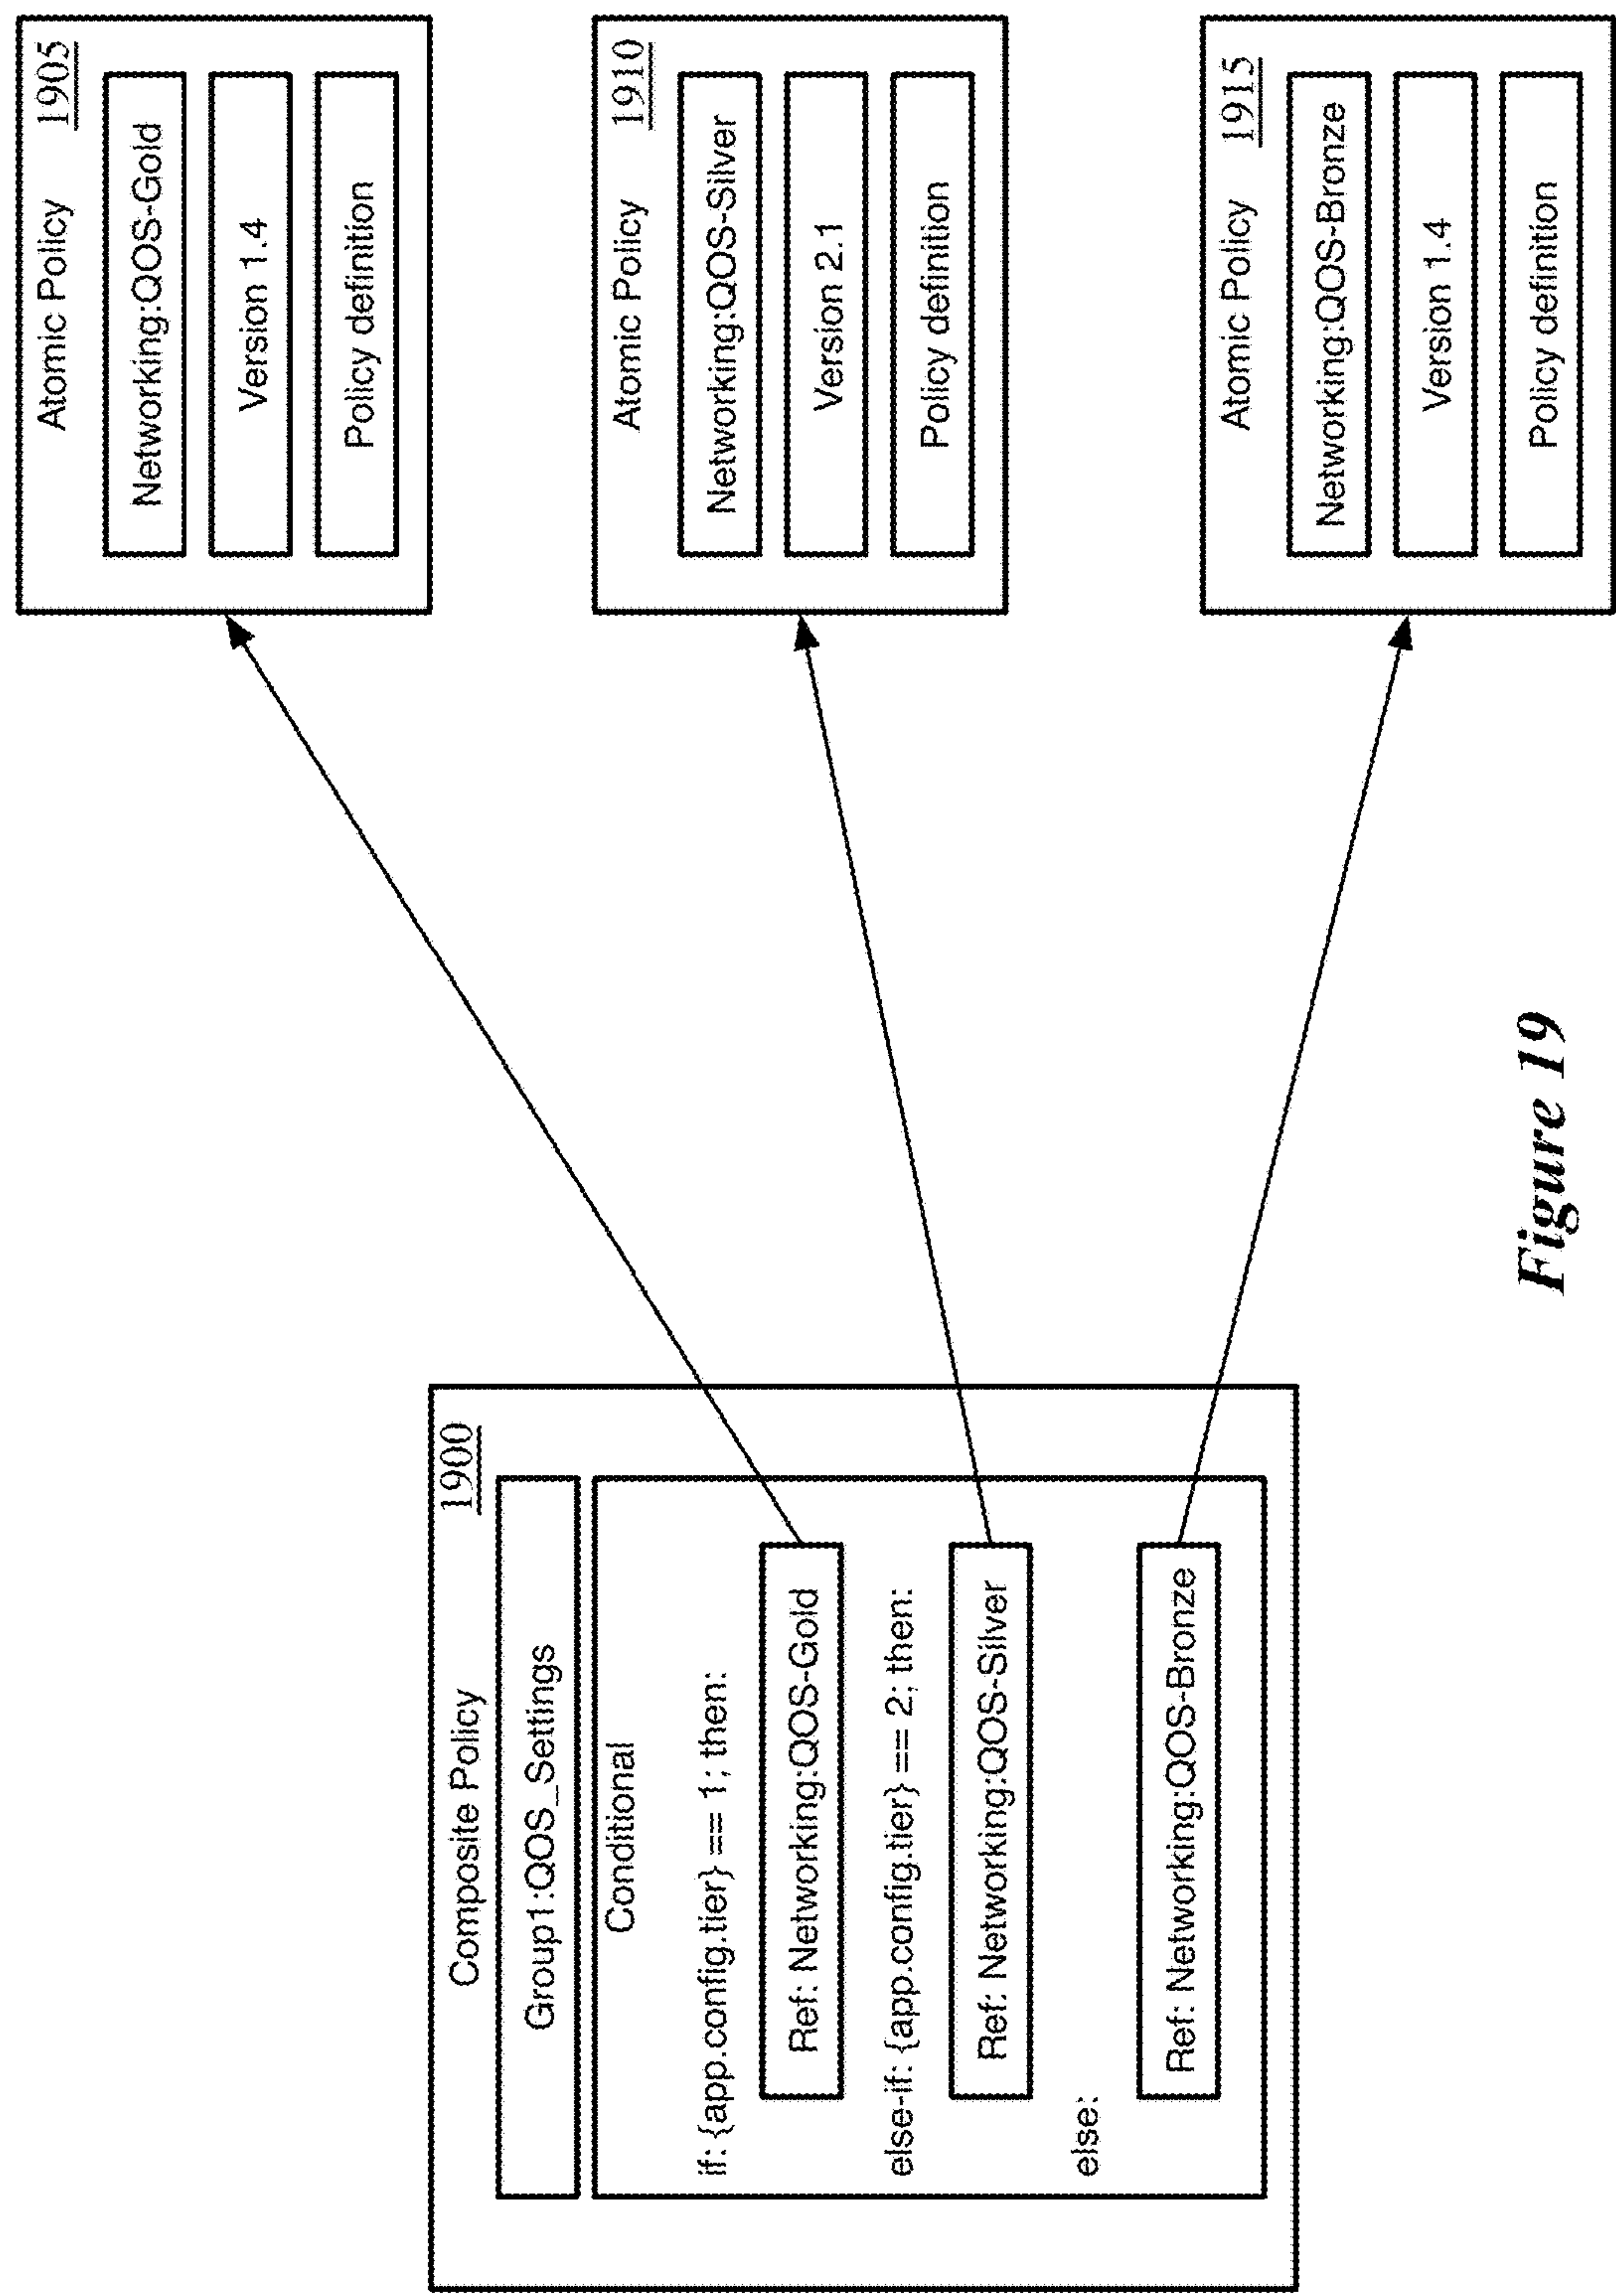 Composite Policy
1900
Group1:QOS_Settings
Conditional
if: {app.config.tier} == 1; then:
Ref: Networking:QOS-Gold
else-if: {app.config.tier} == 2; then:
Ref: Networking:QOS-Silver
else:
Ref: Networking:QOS-Bronze
Atomic Policy
1905
Networking:QOS-Gold
Version 1.4
Policy definition
Atomic Policy
1910
Networking:QOS-Silver
Version 2.1
Policy definition
Atomic Policy
1915
Networking:QOS-Bronze
Version 1.4
Policy definition
Figure 19